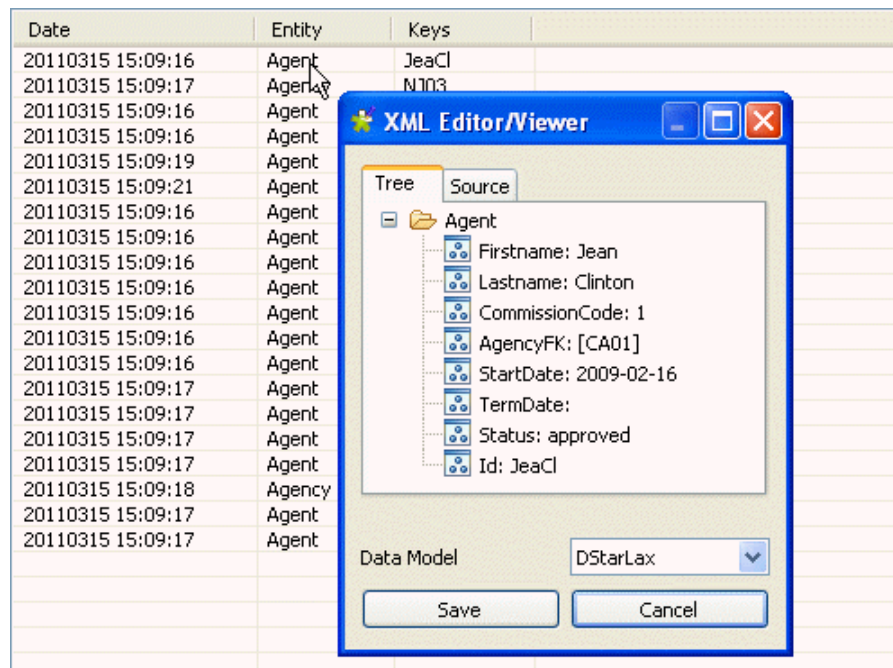 Date Entity Keys
20110315 15:09:16 Agent JeaCl
20110315 15:09:17 Agency NJ03
20110315 15:09:16 Agent
20110315 15:09:16 Agent
20110315 15:09:19 Agent
20110315 15:09:21 Agent
20110315 15:09:16 Agent
20110315 15:09:16 Agent
20110315 15:09:16 Agent
20110315 15:09:16 Agent
20110315 15:09:16 Agent
20110315 15:09:16 Agent
20110315 15:09:16 Agent
20110315 15:09:17 Agent
20110315 15:09:17 Agent
20110315 15:09:17 Agent
20110315 15:09:17 Agent
20110315 15:09:18 Agency
20110315 15:09:17 Agent
20110315 15:09:17 Agent
XML Editor/Viewer
Tree Source
Agent
Firstname: Jean
Lastname: Clinton
CommissionCode: 1
AgencyFK: [CA01]
StartDate: 2009-02-16
TermDate:
Status: approved
Id: JeaCl
Data Model DStarLax
Save Cancel